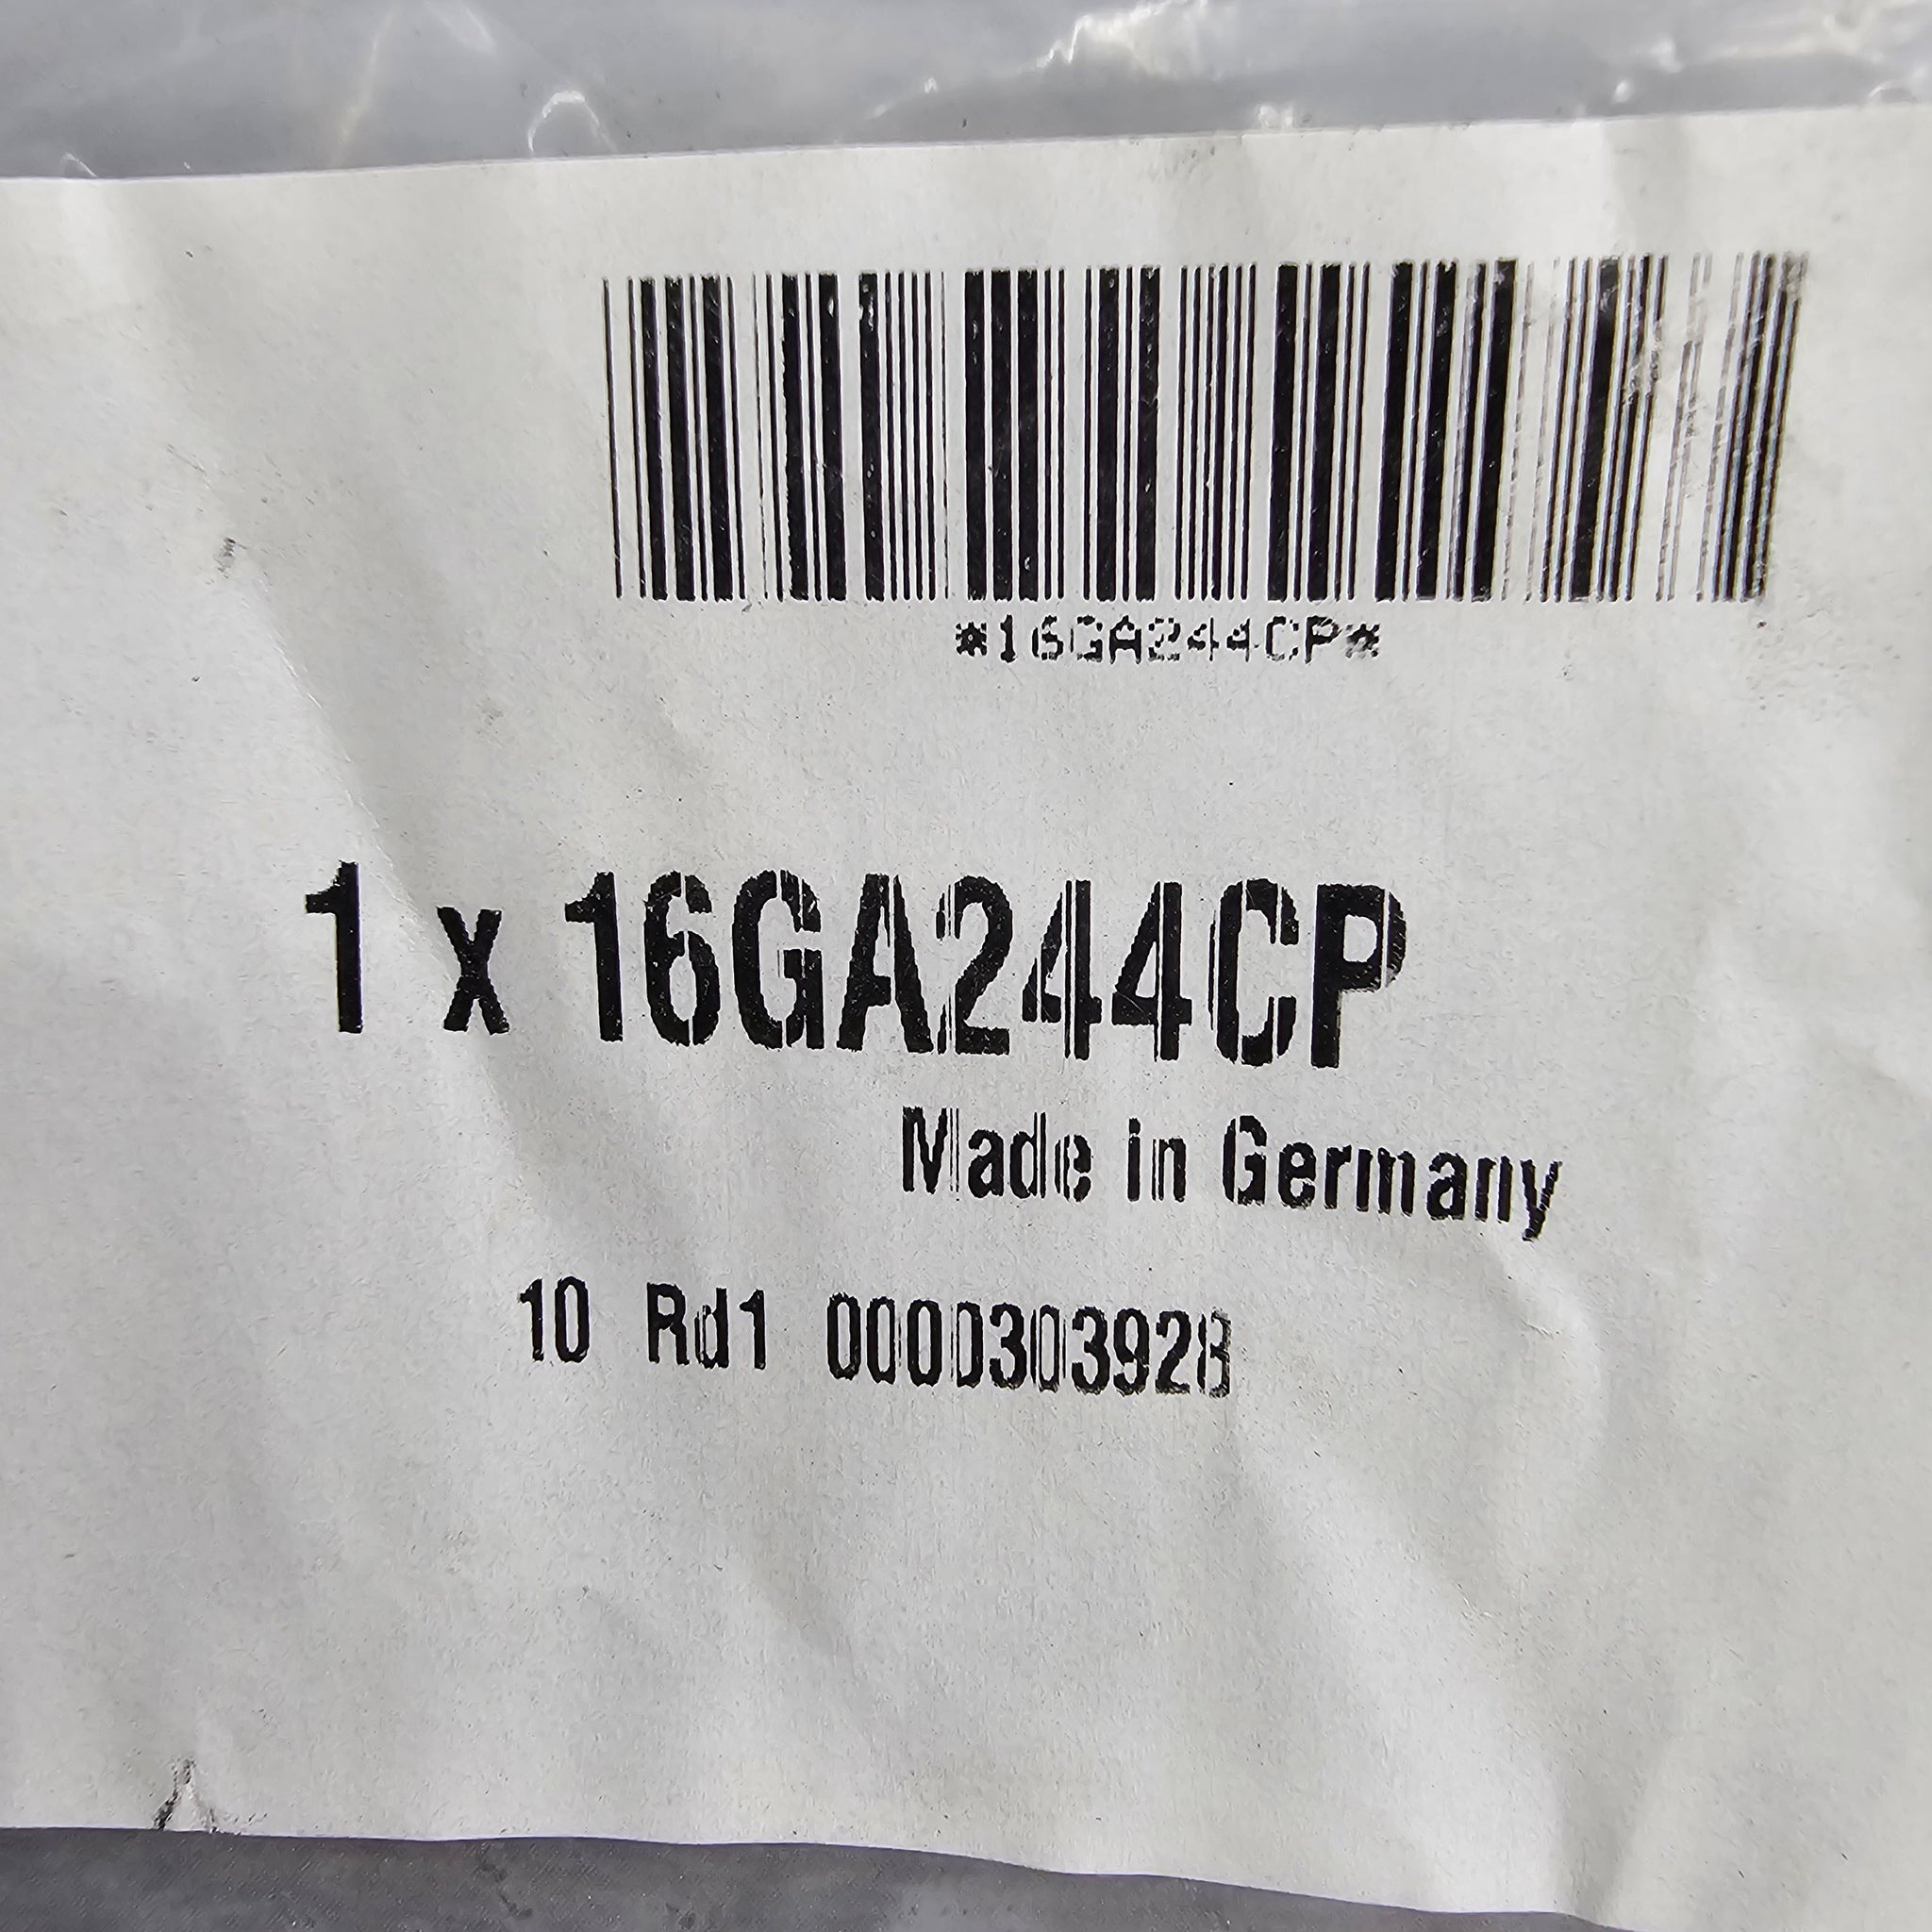 *16GA244CP*
1 x 16GA244CP
Made in Germany
10 Rd1 0000303928